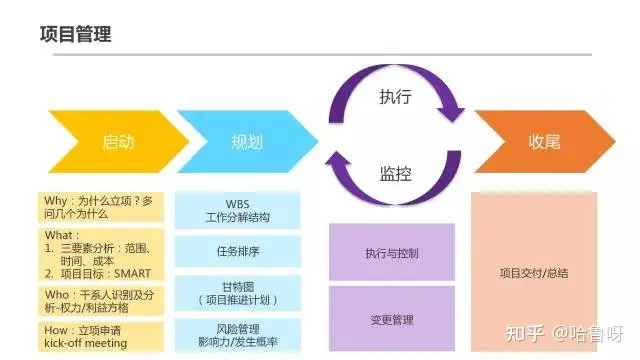 项目管理
启动
规划
执行
监控
收尾
Why：为什么立项？多
问几个为什么
What：
1. 三要素分析：范围、
时间、成本
2. 项目目标：SMART
Who：干系人识别及分
析-权力/利益方格
How：立项申请
kick-off meeting
WBS
工作分解结构
任务排序
甘特图
（项目推进计划）
风险管理
影响力/发生概率
执行与控制
变更管理
项目交付/总结
知乎 @哈鲁呀